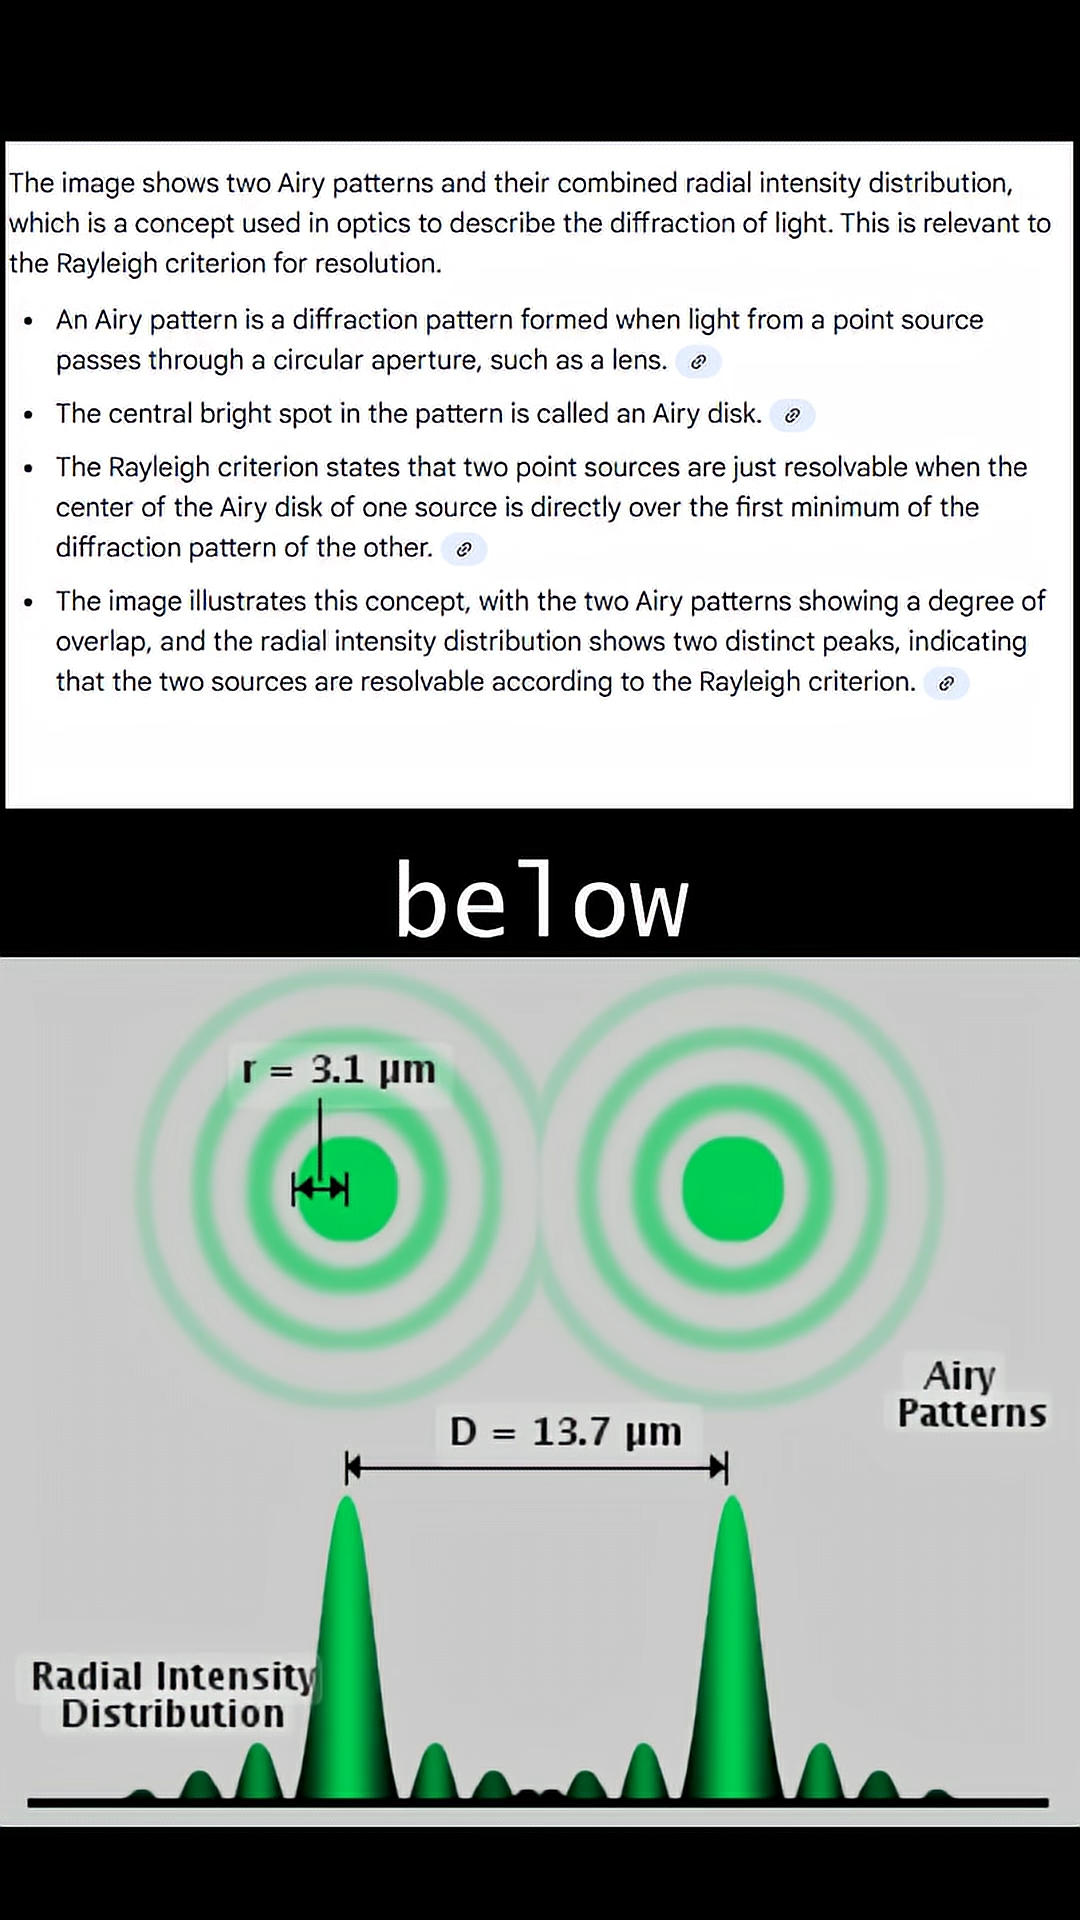 The image shows two Airy patterns and their combined radial intensity distribution,
which is a concept used in optics to describe the diffraction of light. This is relevant to
the Rayleigh criterion for resolution.
• An Airy pattern is a diffraction pattern formed when light from a point source
passes through a circular aperture, such as a lens.
• The central bright spot in the pattern is called an Airy disk.
• The Rayleigh criterion states that two point sources are just resolvable when the
center of the Airy disk of one source is directly over the first minimum of the
diffraction pattern of the other.
• The image illustrates this concept, with the two Airy patterns showing a degree of
overlap, and the radial intensity distribution shows two distinct peaks, indicating
that the two sources are resolvable according to the Rayleigh criterion.
below
r = 3.1 µm
Airy
Patterns
D = 13.7 µm
Radial Intensity
Distribution